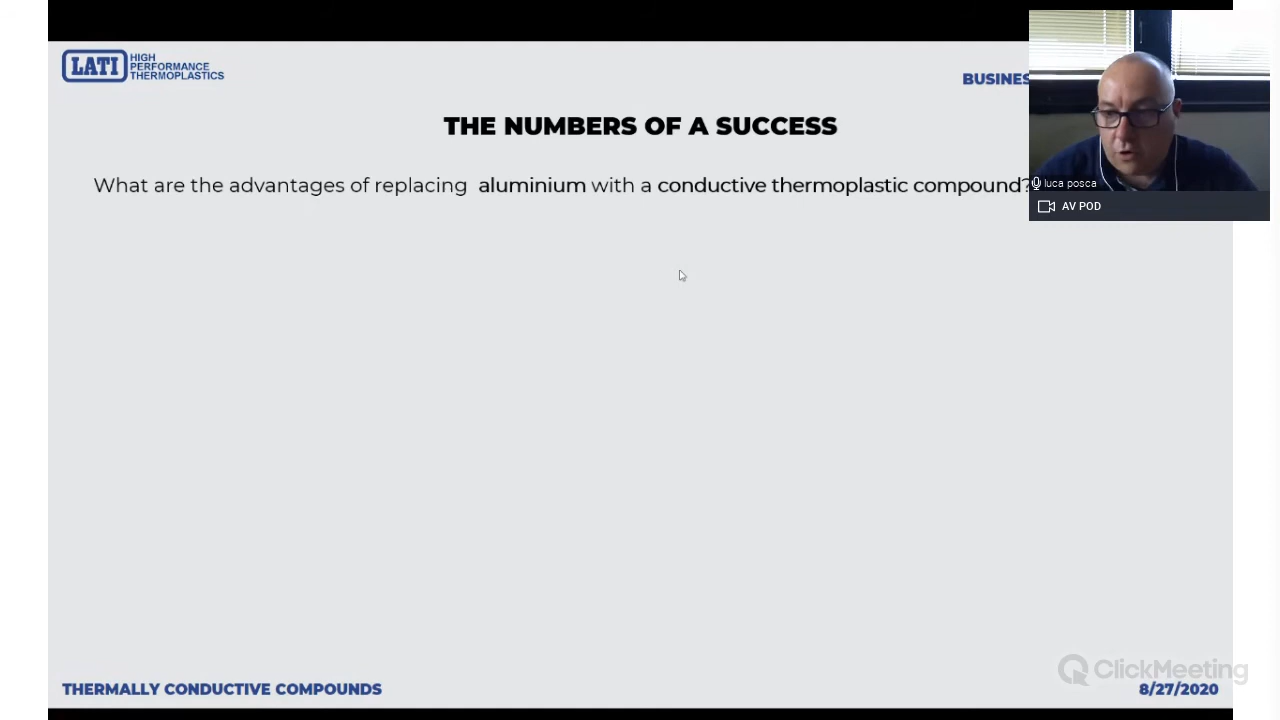 LATI HIGH
PERFORMANCE
THERMOPLASTICS
BUSINES
THE NUMBERS OF A SUCCESS
What are the advantages of replacing aluminium with a conductive thermoplastic compound?
luca posca
AV POD
ClickMeeting
THERMALLY CONDUCTIVE COMPOUNDS
8/27/2020